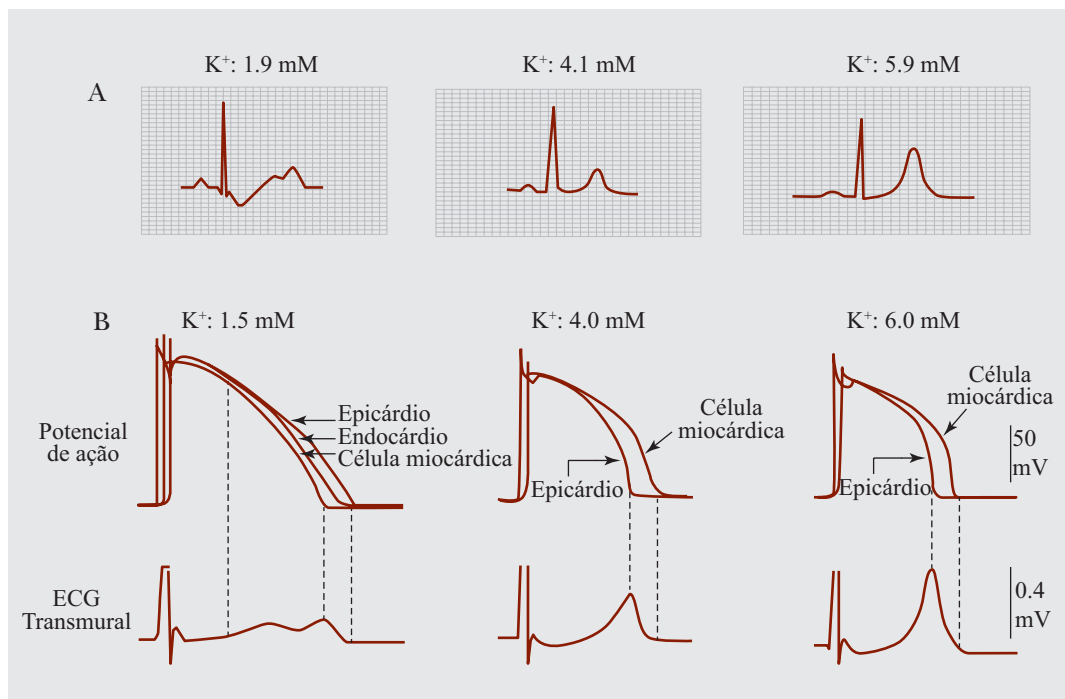 K+: 1.9 mM
K+: 4.1 mM
K+: 5.9 mM
A
B
K+: 1.5 mM
K+: 4.0 mM
K+: 6.0 mM
Potencial
de ação
Epicárdio
Endocárdio
Célula miocárdica
Célula
miocárdica
Epicárdio
Célula
miocárdica
Epicárdio
50
mV
ECG
Transmural
0.4
mV